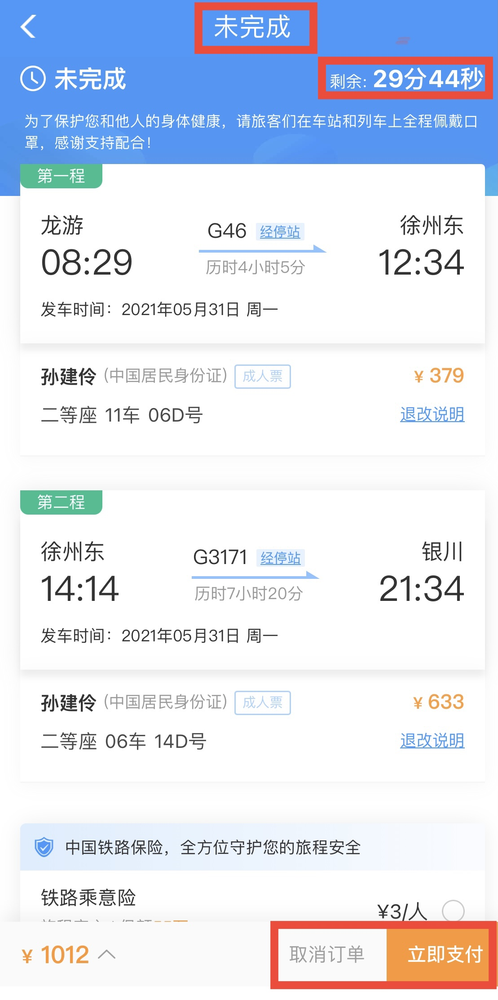 未完成
未完成
剩余: 29分44秒
为了保护您和他人的身体健康，请旅客们在车站和列车上全程佩戴口
罩，感谢支持配合！
第一程
龙游 G46 经停站 徐州东
08:29 历时4小时5分 12:34
发车时间：2021年05月31日 周一
孙建伶 (中国居民身份证) 成人票 ¥ 379
二等座 11车 06D号 退改说明
第二程
徐州东 G3171 经停站 银川
14:14 历时7小时20分 21:34
发车时间：2021年05月31日 周一
孙建伶 (中国居民身份证) 成人票 ¥ 633
二等座 06车 14D号 退改说明
中国铁路保险，全方位守护您的旅程安全
铁路乘意险 ¥3/人
¥ 1012 取消订单 立即支付